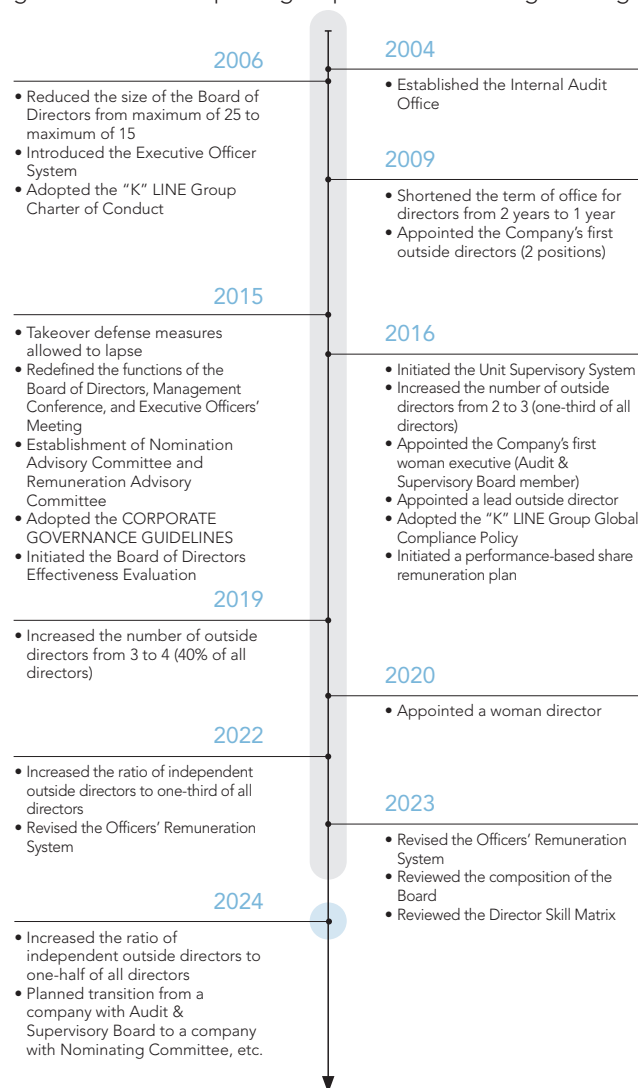 2004
• Established the Internal Audit
Office
2006
• Reduced the size of the Board of
Directors from maximum of 25 to
maximum of 15
• Introduced the Executive Officer
System
• Adopted the “K” LINE Group
Charter of Conduct
2009
• Shortened the term of office for
directors from 2 years to 1 year
• Appointed the Company’s first
outside directors (2 positions)
2015
• Takeover defense measures
allowed to lapse
• Redefined the functions of the
Board of Directors, Management
Conference, and Executive Officers’
Meeting
• Establishment of Nomination
Advisory Committee and
Remuneration Advisory
Committee
• Adopted the CORPORATE
GOVERNANCE GUIDELINES
• Initiated the Board of Directors
Effectiveness Evaluation
2016
• Initiated the Unit Supervisory System
• Increased the number of outside
directors from 2 to 3 (one-third of all
directors)
• Appointed the Company’s first
woman executive (Audit &
Supervisory Board member)
• Appointed a lead outside director
• Adopted the “K” LINE Group Global
Compliance Policy
• Initiated a performance-based share
remuneration plan
2019
• Increased the number of outside
directors from 3 to 4 (40% of all
directors)
2020
• Appointed a woman director
2022
• Increased the ratio of independent
outside directors to one-third of all
directors
• Revised the Officers’ Remuneration
System
2023
• Revised the Officers’ Remuneration
System
• Reviewed the composition of the
Board
• Reviewed the Director Skill Matrix
2024
• Increased the ratio of
independent outside directors to
one-half of all directors
• Planned transition from a
company with Audit &
Supervisory Board to a company
with Nominating Committee, etc.